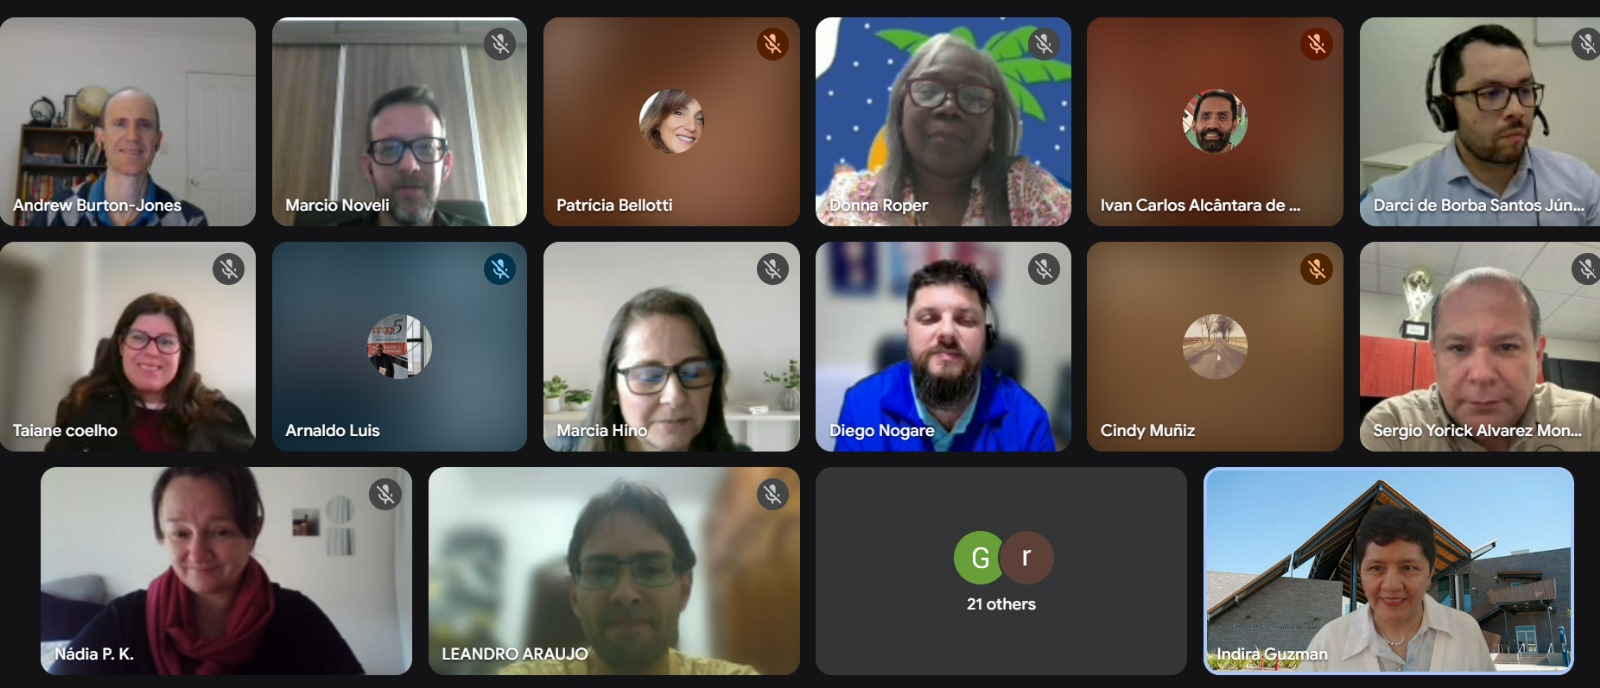 Andrew Burton-Jones
Marcio Noveli
Patrícia Bellotti
Donna Roper
Ivan Carlos Alcântara de ...
Darci de Borba Santos Jún...
Taiane coelho
5
Arnaldo Luis
Marcia Hino
Diego Nogare
Cindy Muñiz
Sergio Yorick Alvarez Mon...
Nádia P. K.
LEANDRO ARAUJO
G r
21 others
Indira Guzman